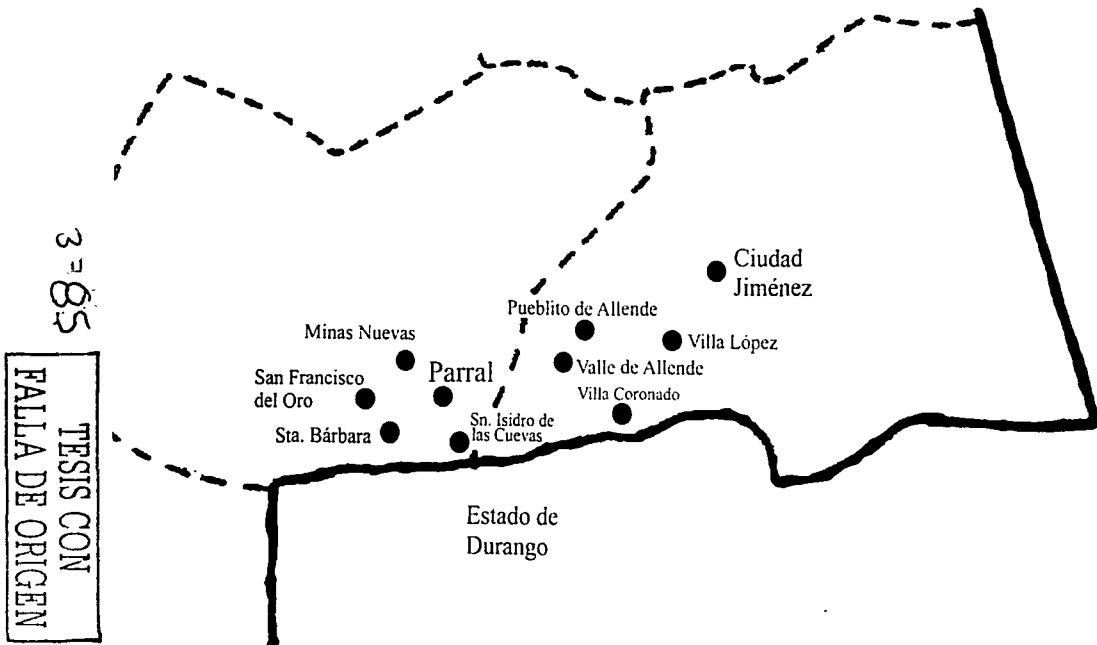 Ciudad
Jiménez
Pueblito de Allende
Minas Nuevas
Villa López
Valle de Allende
Parral
San Francisco
del Oro
Villa Coronado
Sn. Isidro de
las Cuevas
Sta. Bárbara
Estado de
Durango
TESIS CON
FALLA DE ORIGEN